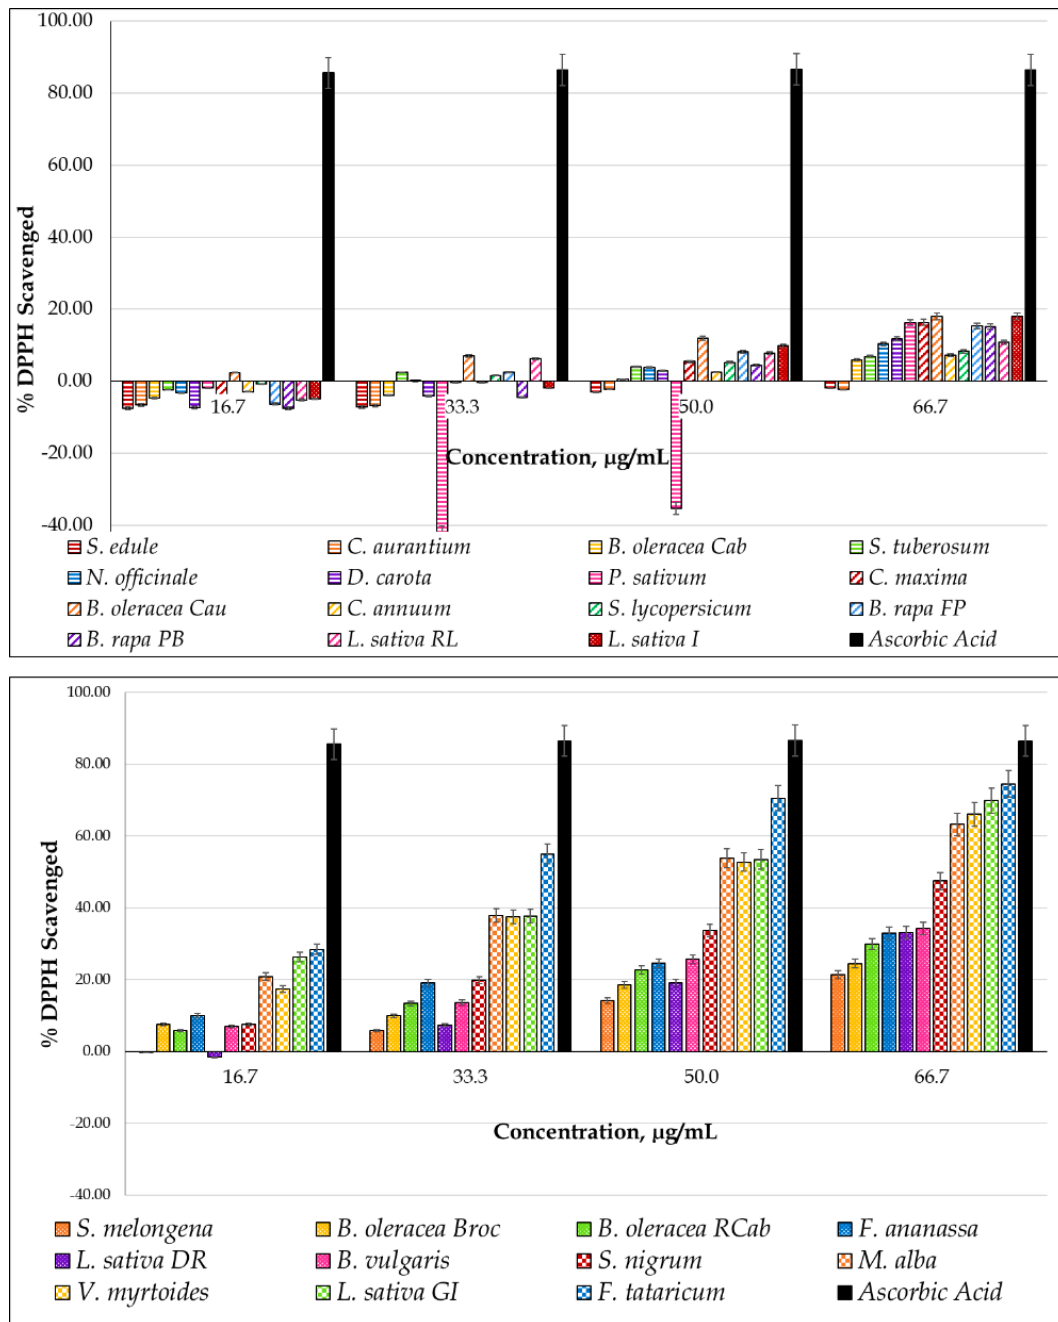 100.00
80.00
60.00
40.00
20.00
0.00
-20.00
-40.00
% DPPH Scavenged
16.7 33.3 50.0 66.7
Concentration, µg/mL
S. edule C. aurantium B. oleracea Cab S. tuberosum
N. officinale D. carota P. sativum C. maxima
B. oleracea Cau C. annuum S. lycopersicum B. rapa FP
B. rapa PB L. sativa RL L. sativa I Ascorbic Acid
100.00
80.00
60.00
40.00
20.00
0.00
-20.00
-40.00
% DPPH Scavenged
16.7 33.3 50.0 66.7
Concentration, µg/mL
S. melongena B. oleracea Broc B. oleracea RCab F. ananassa
L. sativa DR B. vulgaris S. nigrum M. alba
V. myrtoides L. sativa GI F. tataricum Ascorbic Acid